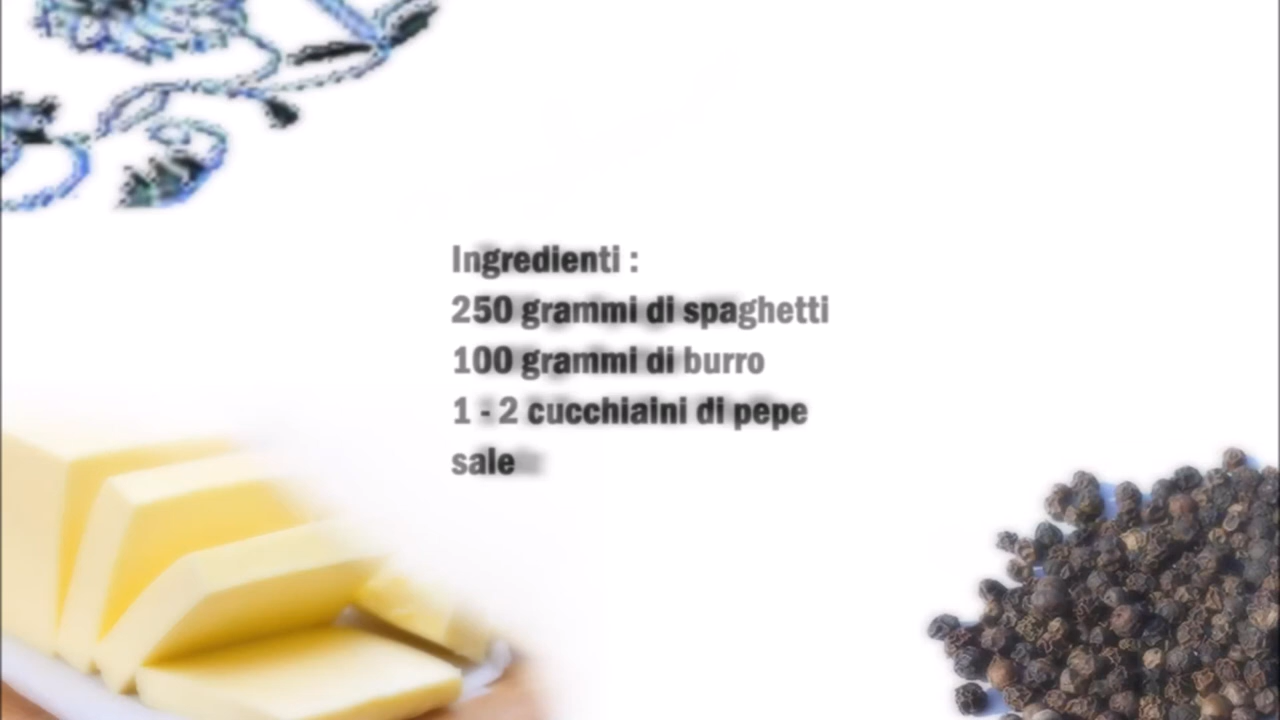 Ingredienti :
250 grammi di spaghetti
100 grammi di burro
1 - 2 cucchiaini di pepe
sale